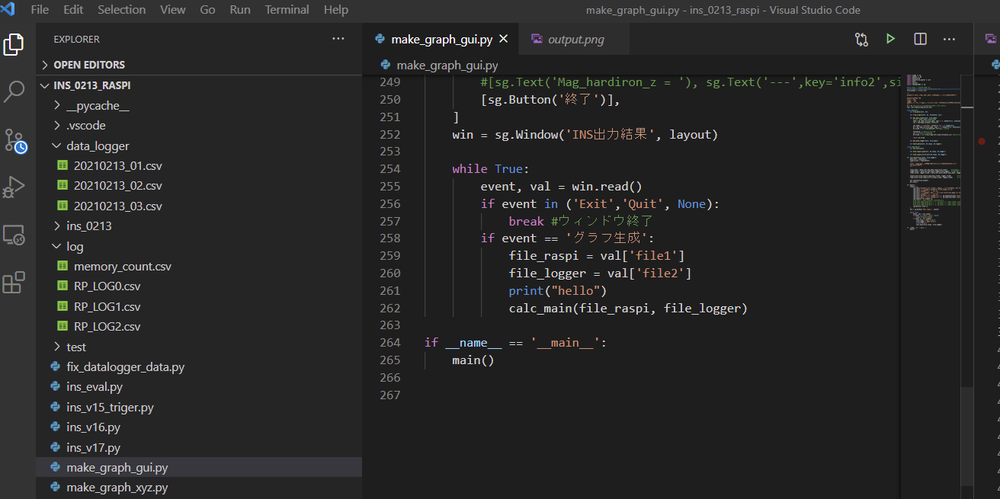 File Edit Selection View Go Run Terminal Help
make_graph_gui.py - ins_0213_raspi - Visual Studio Code
EXPLORER ...
OPEN EDITORS
INS_0213_RASPI
__pycache__
.vscode
data_logger
20210213_01.csv
20210213_02.csv
20210213_03.csv
ins_0213
log
memory_count.csv
RP_LOG0.csv
RP_LOG1.csv
RP_LOG2.csv
test
fix_datalogger_data.py
ins_eval.py
ins_v15_triger.py
ins_v16.py
ins_v17.py
make_graph_gui.py
make_graph_xyz.py
make_graph_gui.py output.png ...
make_graph_gui.py
249 #[sg.Text('Mag_hardiron_z = '), sg.Text('---',key='info2',si
250 [sg.Button('終了')],
251 ]
252 win = sg.Window('INS出力結果', layout)
253
254 while True:
255 event, val = win.read()
256 if event in ('Exit','Quit', None):
257 break #ウィンドウ終了
258 if event == 'グラフ生成':
259 file_raspi = val['file1']
260 file_logger = val['file2']
261 print("hello")
262 calc_main(file_raspi, file_logger)
263
264 if __name__ == '__main__':
265 main()
266
267